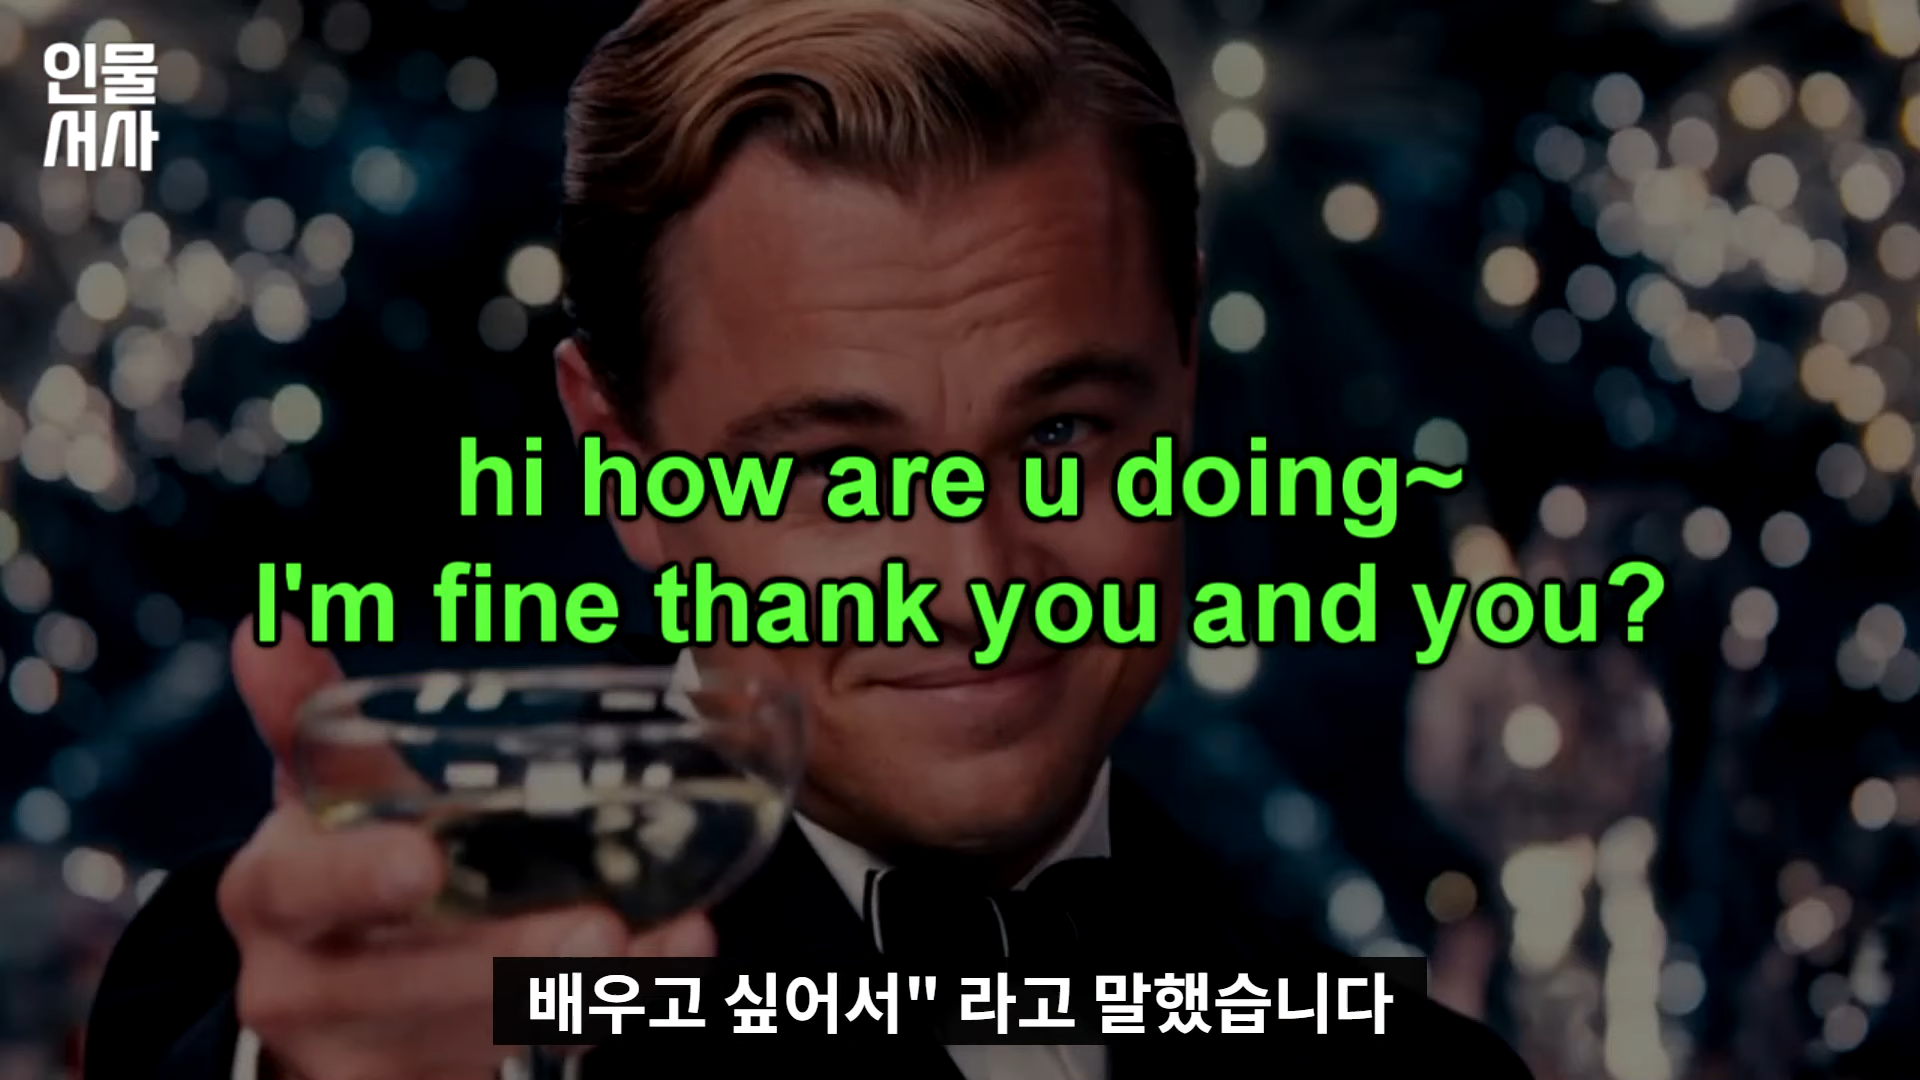 인물
서사
hi how are u doing~
I'm fine thank you and you?
배우고 싶어서" 라고 말했습니다